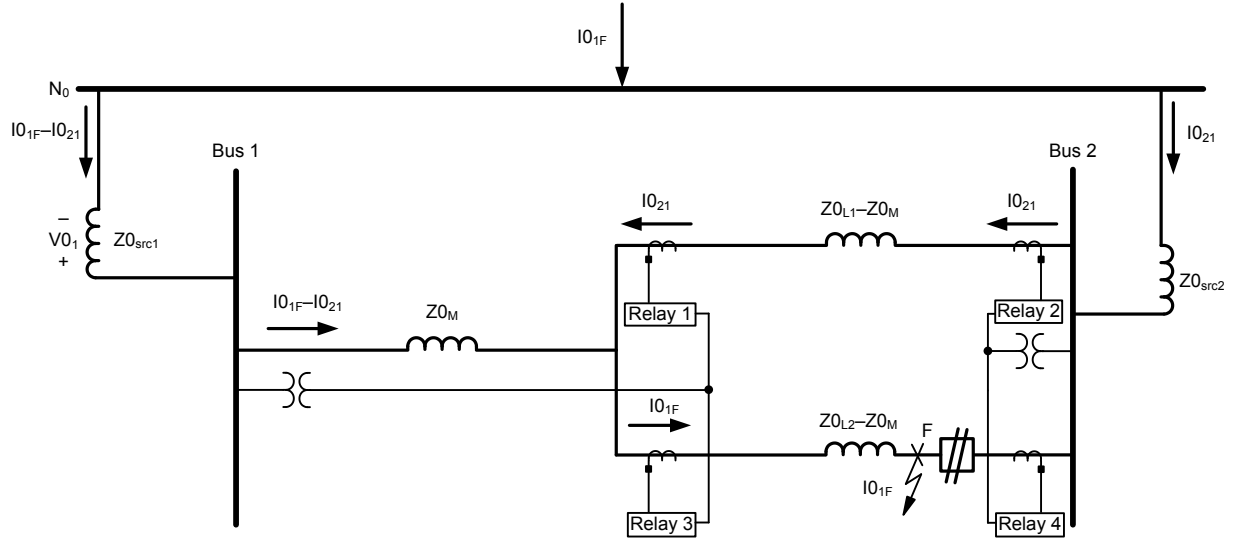 I0₁F
N₀
I0₁F–I0₂₁
I0₂₁
Bus 1
Bus 2
I0₂₁
Z0L1–Z0M
I0₂₁
–
V0₁
+
Z0src1
Z0src2
I0₁F–I0₂₁
Z0M
Relay 1
Relay 2
I0₁F
Z0L2–Z0M
F
I0₁F
Relay 3
Relay 4